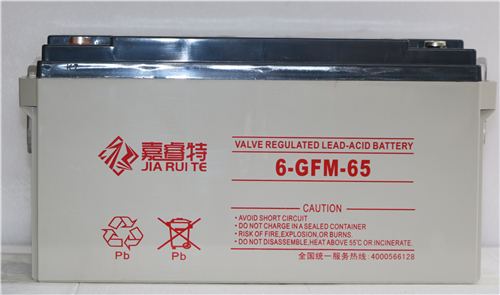 嘉睿特
JIA RUI TE
VALVE REGULATED LEAD-ACID BATTERY
6-GFM-65
CAUTION
• AVOID SHORT CIRCUIT
• DO NOT CHARGE IN A SEALED CONTAINER
• RISK OF FIRE,EXPLOSION,OR BURNS.
• DO NOT DISASSEMBLE,HEAT ABOVE 55°C OR INCINERATE.
Pb
Pb
全国统一服务热线:4000566128